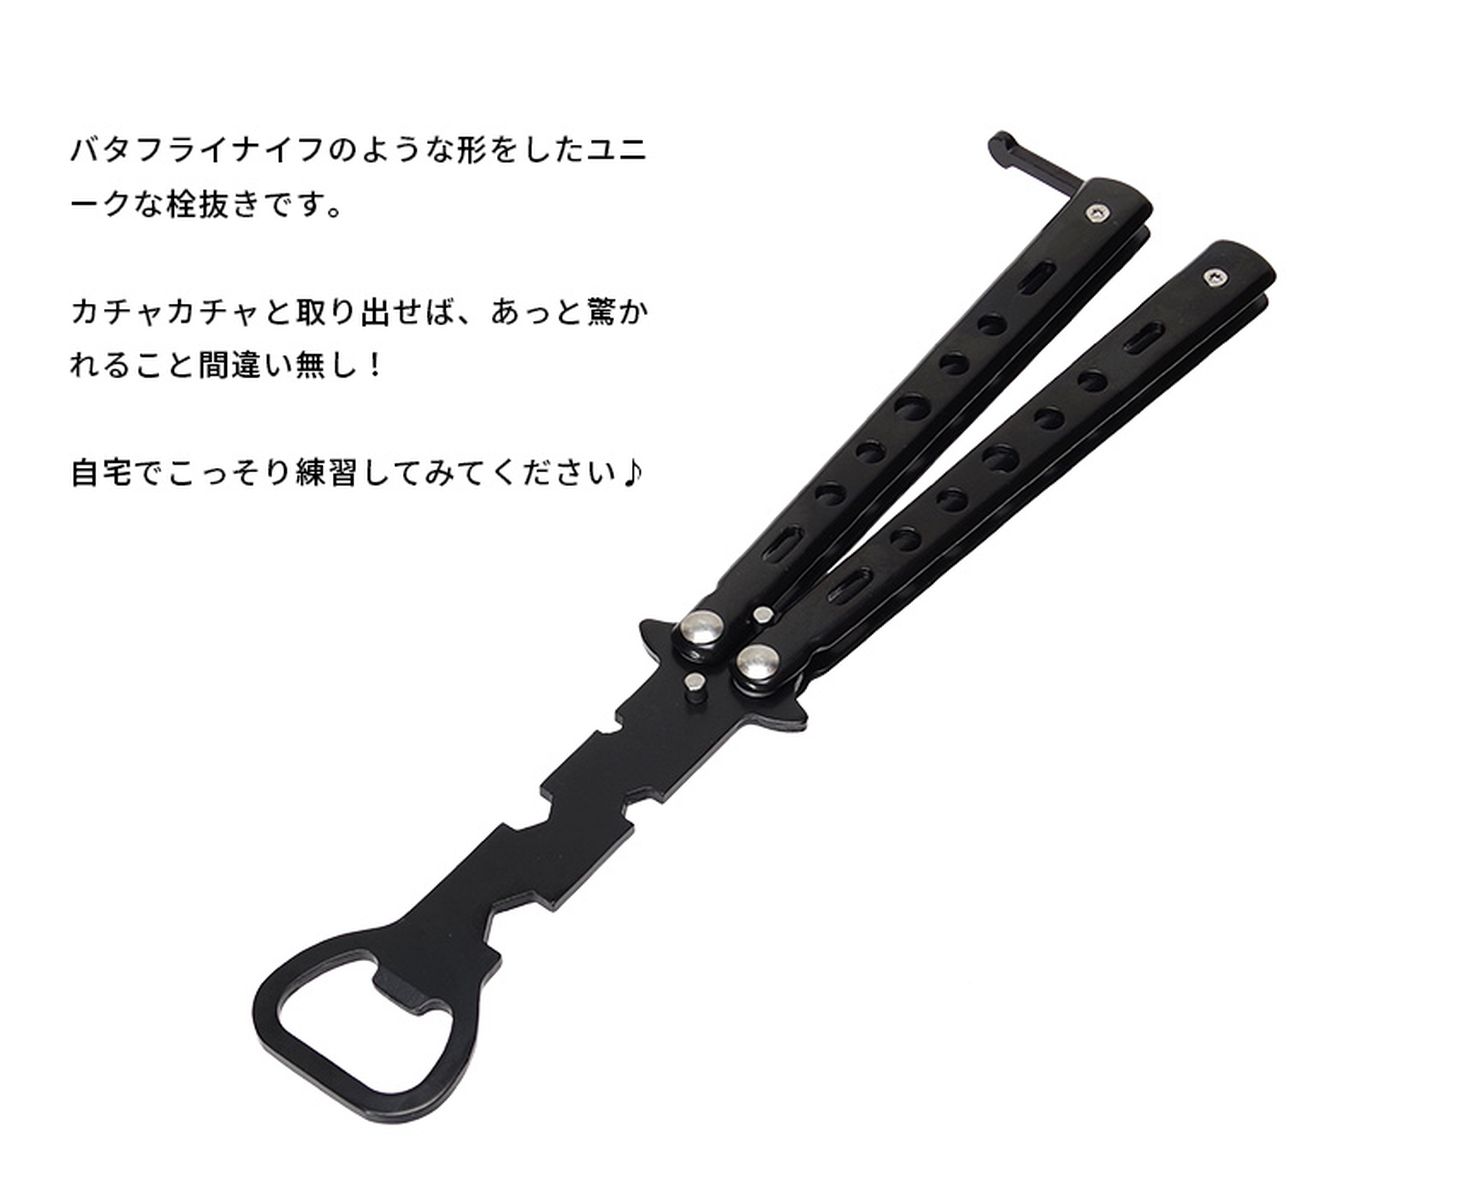 バタフライナイフのような形をしたユニ
ークな栓抜きです。
カチャカチャと取り出せば、あっと驚か
れること間違い無し！
自宅でこっそり練習してみてください♪